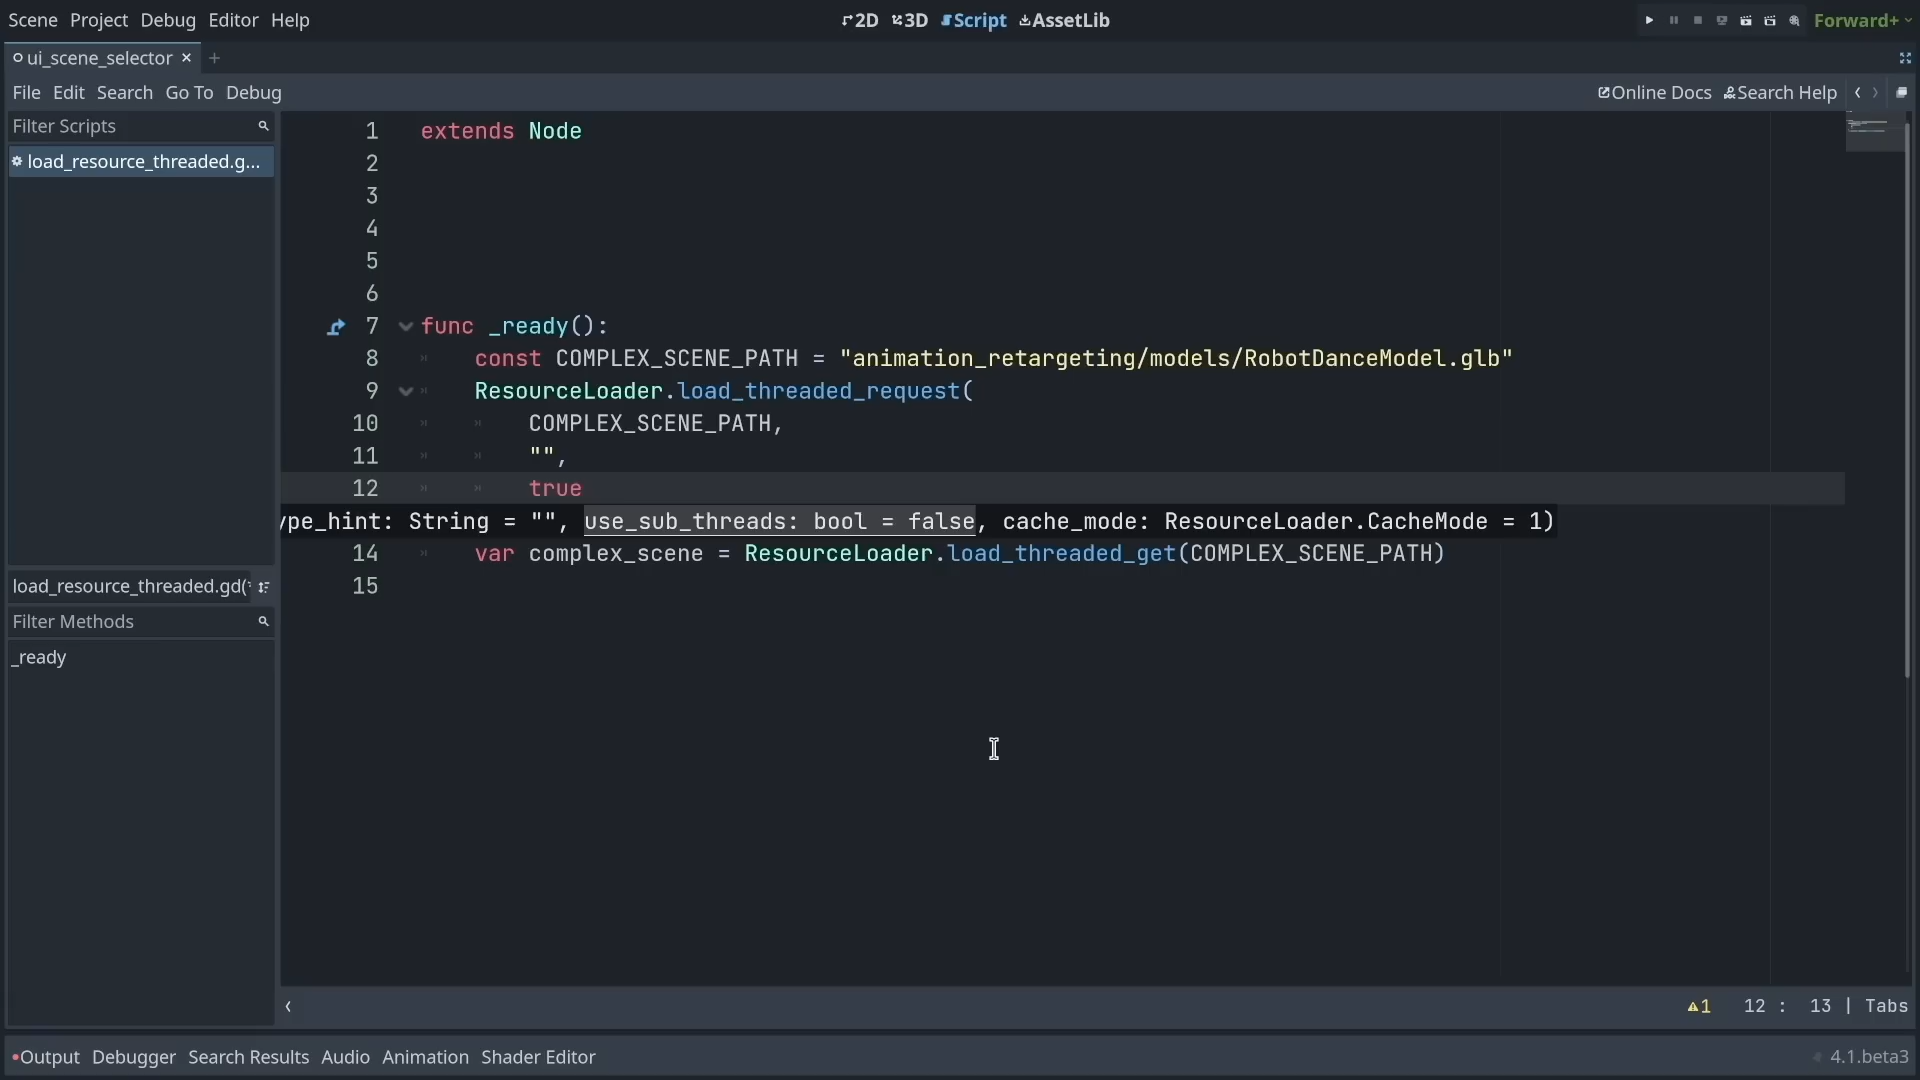 Scene Project Debug Editor Help
2D 3D Script AssetLib
Forward+
ui_scene_selector × +
File Edit Search Go To Debug
Online Docs Search Help
Filter Scripts
load_resource_threaded.g...
load_resource_threaded.gd(
Filter Methods
_ready
1 extends Node
2
3
4
5
6
7 func _ready():
8 const COMPLEX_SCENE_PATH = "animation_retargeting/models/RobotDanceModel.glb"
9 ResourceLoader.load_threaded_request(
10 COMPLEX_SCENE_PATH,
11 "",
12 true
ype_hint: String = "", use_sub_threads: bool = false, cache_mode: ResourceLoader.CacheMode = 1)
14 var complex_scene = ResourceLoader.load_threaded_get(COMPLEX_SCENE_PATH)
15
1 12 : 13 | Tabs
Output Debugger Search Results Audio Animation Shader Editor
4.1.beta3